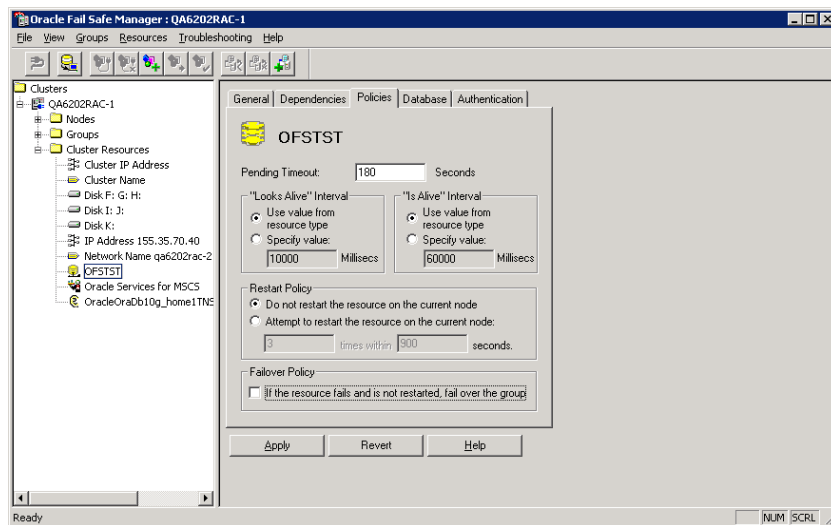 Oracle Fail Safe Manager : QA6202RAC-1
File View Groups Resources Troubleshooting Help
Clusters
QA6202RAC-1
Nodes
Groups
Cluster Resources
Cluster IP Address
Cluster Name
Disk F: G: H:
Disk I: J:
Disk K:
IP Address 155.35.70.40
Network Name qa6202rac-2
OFSTST
Oracle Services for MSCS
OracleOraDb10g_home1TNS
General Dependencies Policies Database Authentication
OFSTST
Pending Timeout: 180 Seconds
"Looks Alive" Interval
Use value from
resource type
Specify value:
10000 Millisecs
"Is Alive" Interval
Use value from
resource type
Specify value:
60000 Millisecs
Restart Policy
Do not restart the resource on the current node
Attempt to restart the resource on the current node:
3 times within 900 seconds.
Failover Policy
If the resource fails and is not restarted, fail over the group
Apply Revert Help
Ready NUM SCRL